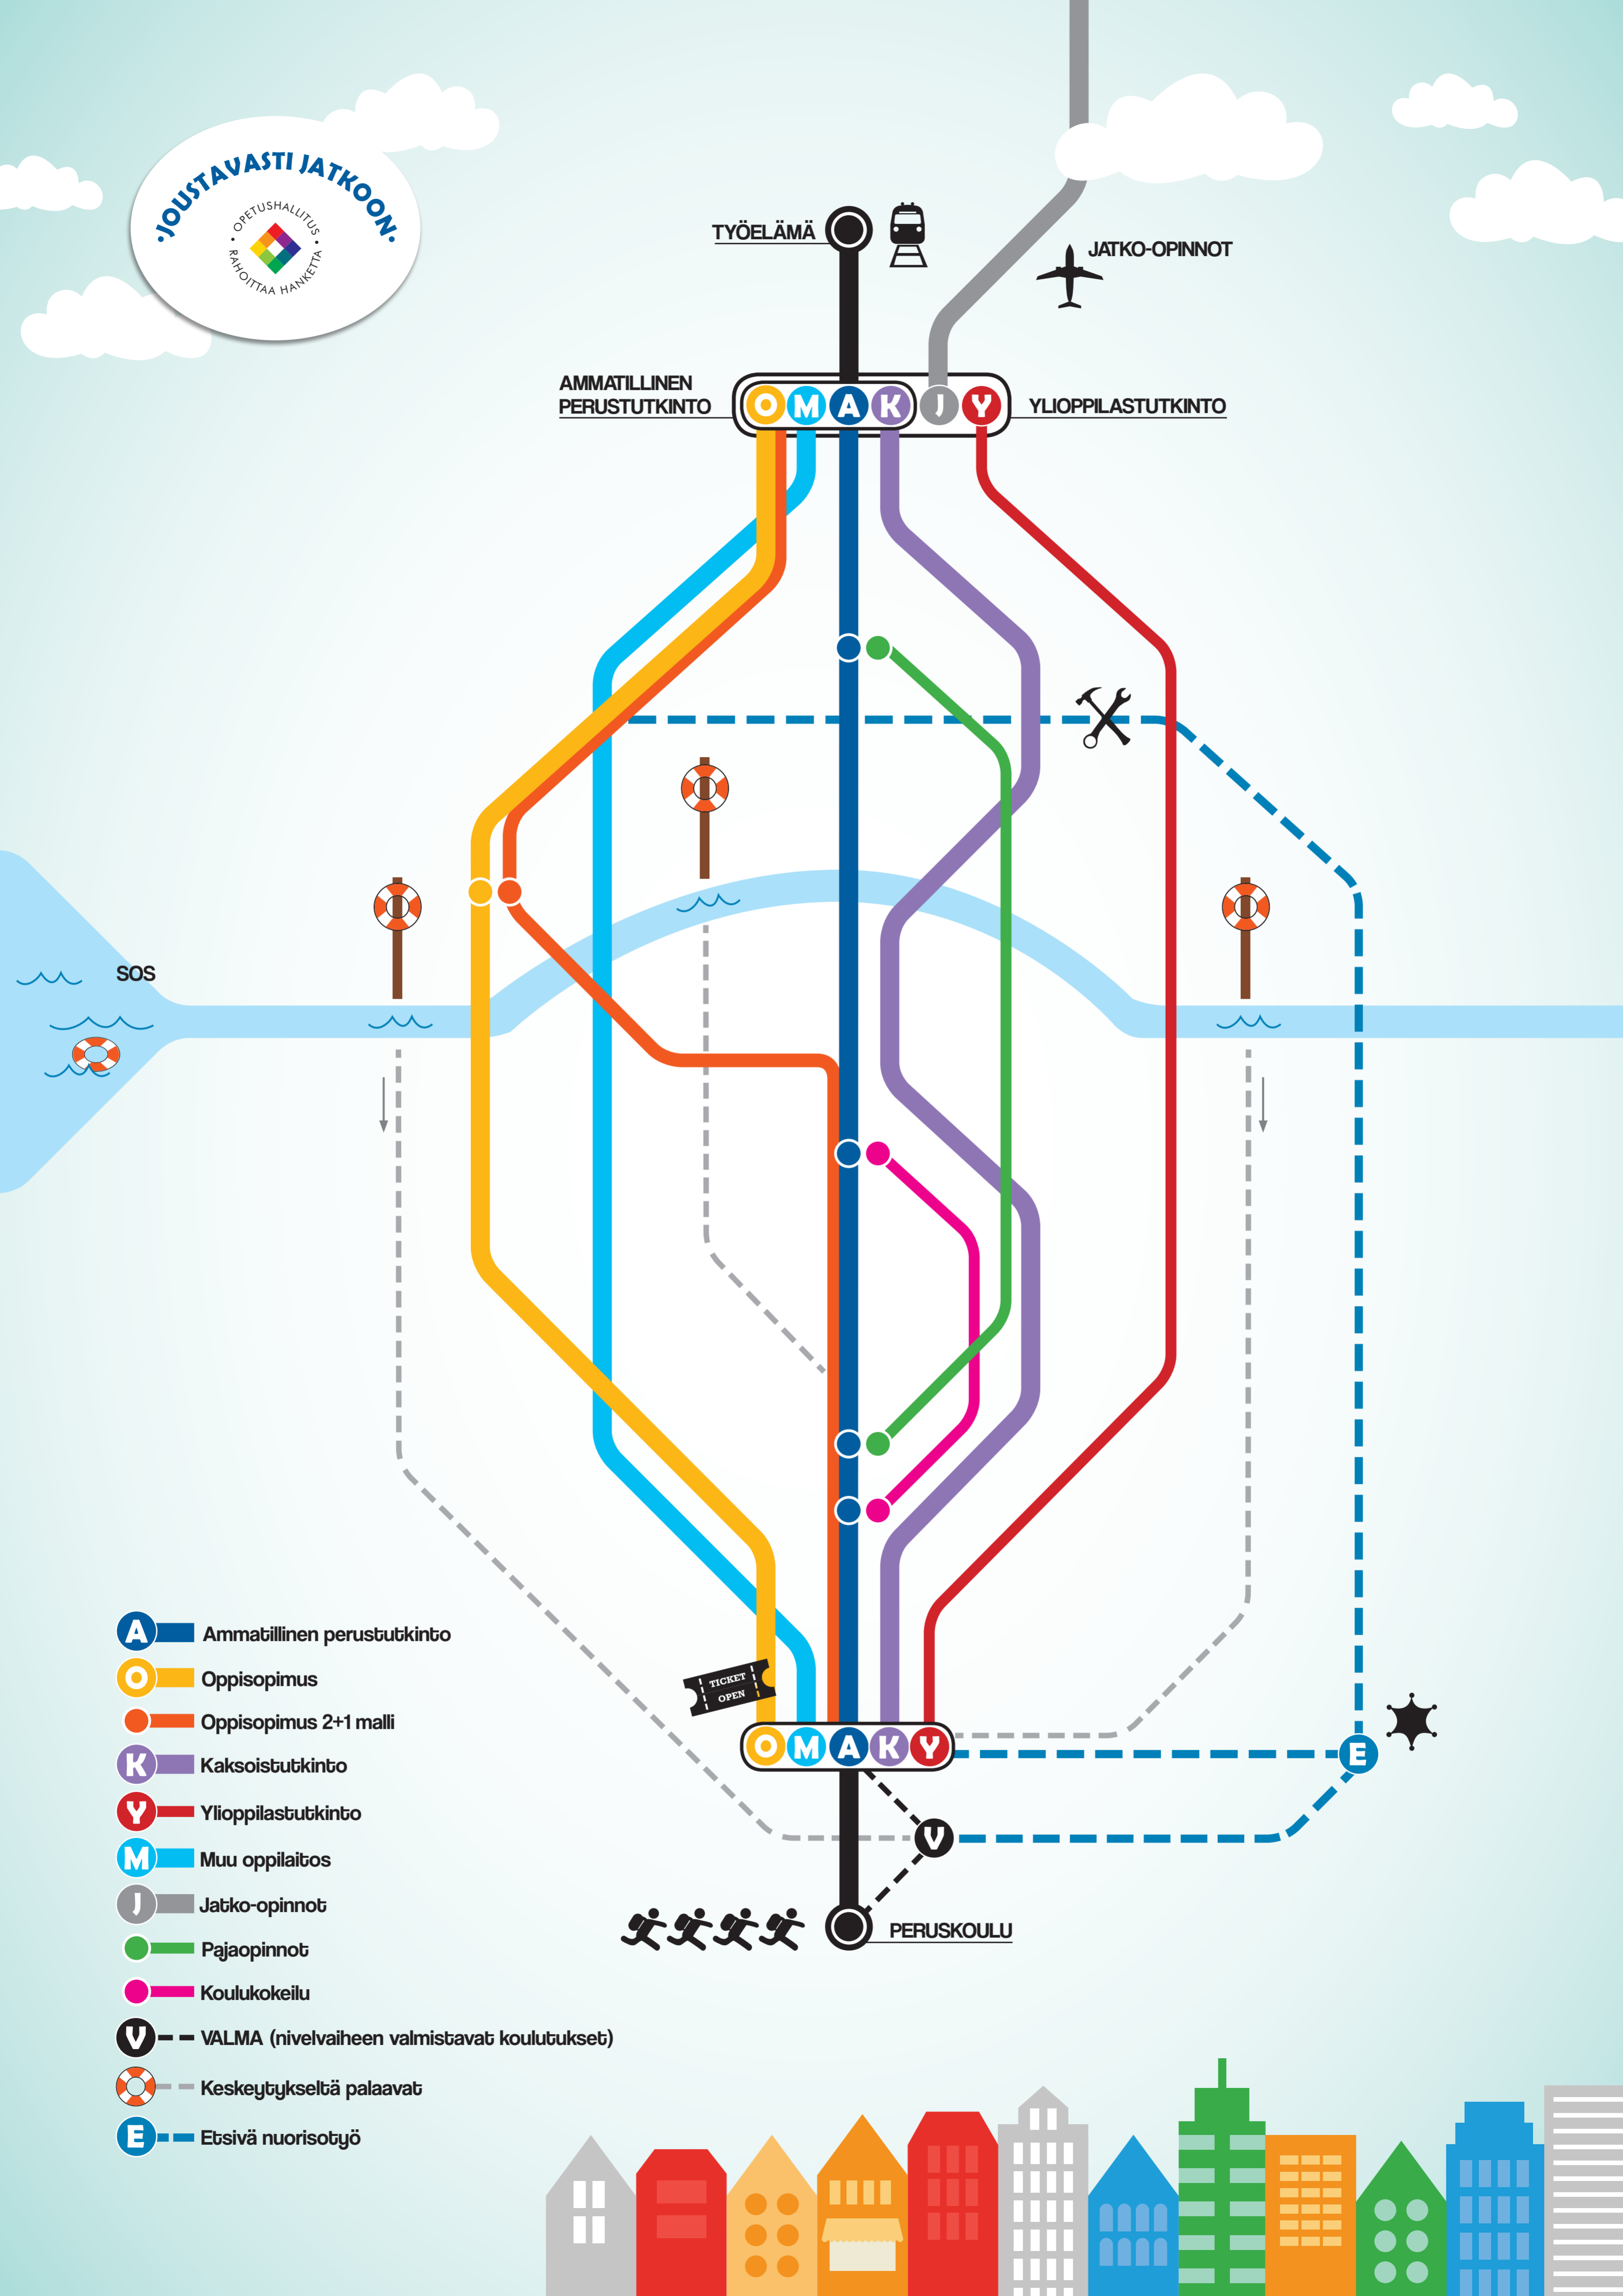 •JOUSTAVASTI JATKOON•
• OPETUSHALLITUS •
RAHOITTAA HANKETTA
TYÖELÄMÄ
JATKO-OPINNOT
AMMATILLINEN
PERUSTUTKINTO
O M A K J Y
YLIOPPILASTUTKINTO
SOS
TICKET
OPEN
O M A K Y
E
V
PERUSKOULU
A Ammatillinen perustutkinto
O Oppisopimus
Oppisopimus 2+1 malli
K Kaksoistutkinto
Y Ylioppilastutkinto
M Muu oppilaitos
J Jatko-opinnot
Pajaopinnot
Koulukokeilu
V VALMA (nivelvaiheen valmistavat koulutukset)
Keskeytykseltä palaavat
E Etsivä nuorisotyö